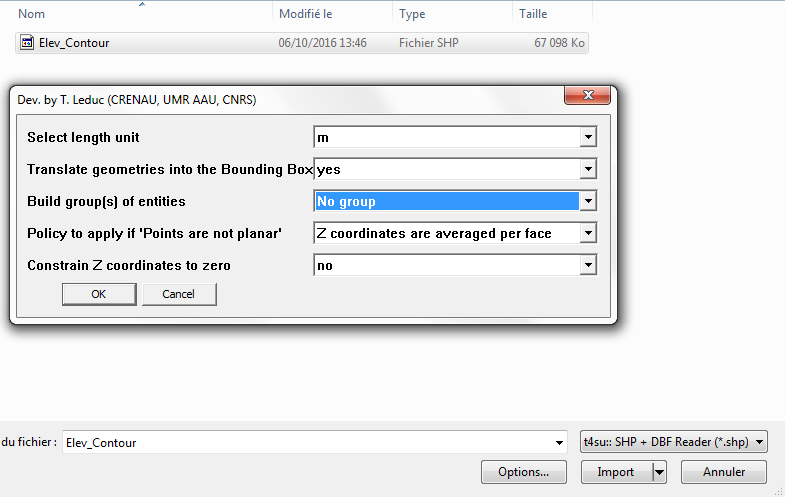 Nom Modifié le Type Taille
Elev_Contour 06/10/2016 13:46 Fichier SHP 67 098 Ko
Dev. by T. Leduc (CRENAU, UMR AAU, CNRS)
Select length unit m
Translate geometries into the Bounding Box yes
Build group(s) of entities No group
Policy to apply if 'Points are not planar' Z coordinates are averaged per face
Constrain Z coordinates to zero no
OK Cancel
du fichier : Elev_Contour t4su:: SHP + DBF Reader (*.shp)
Options... Import Annuler